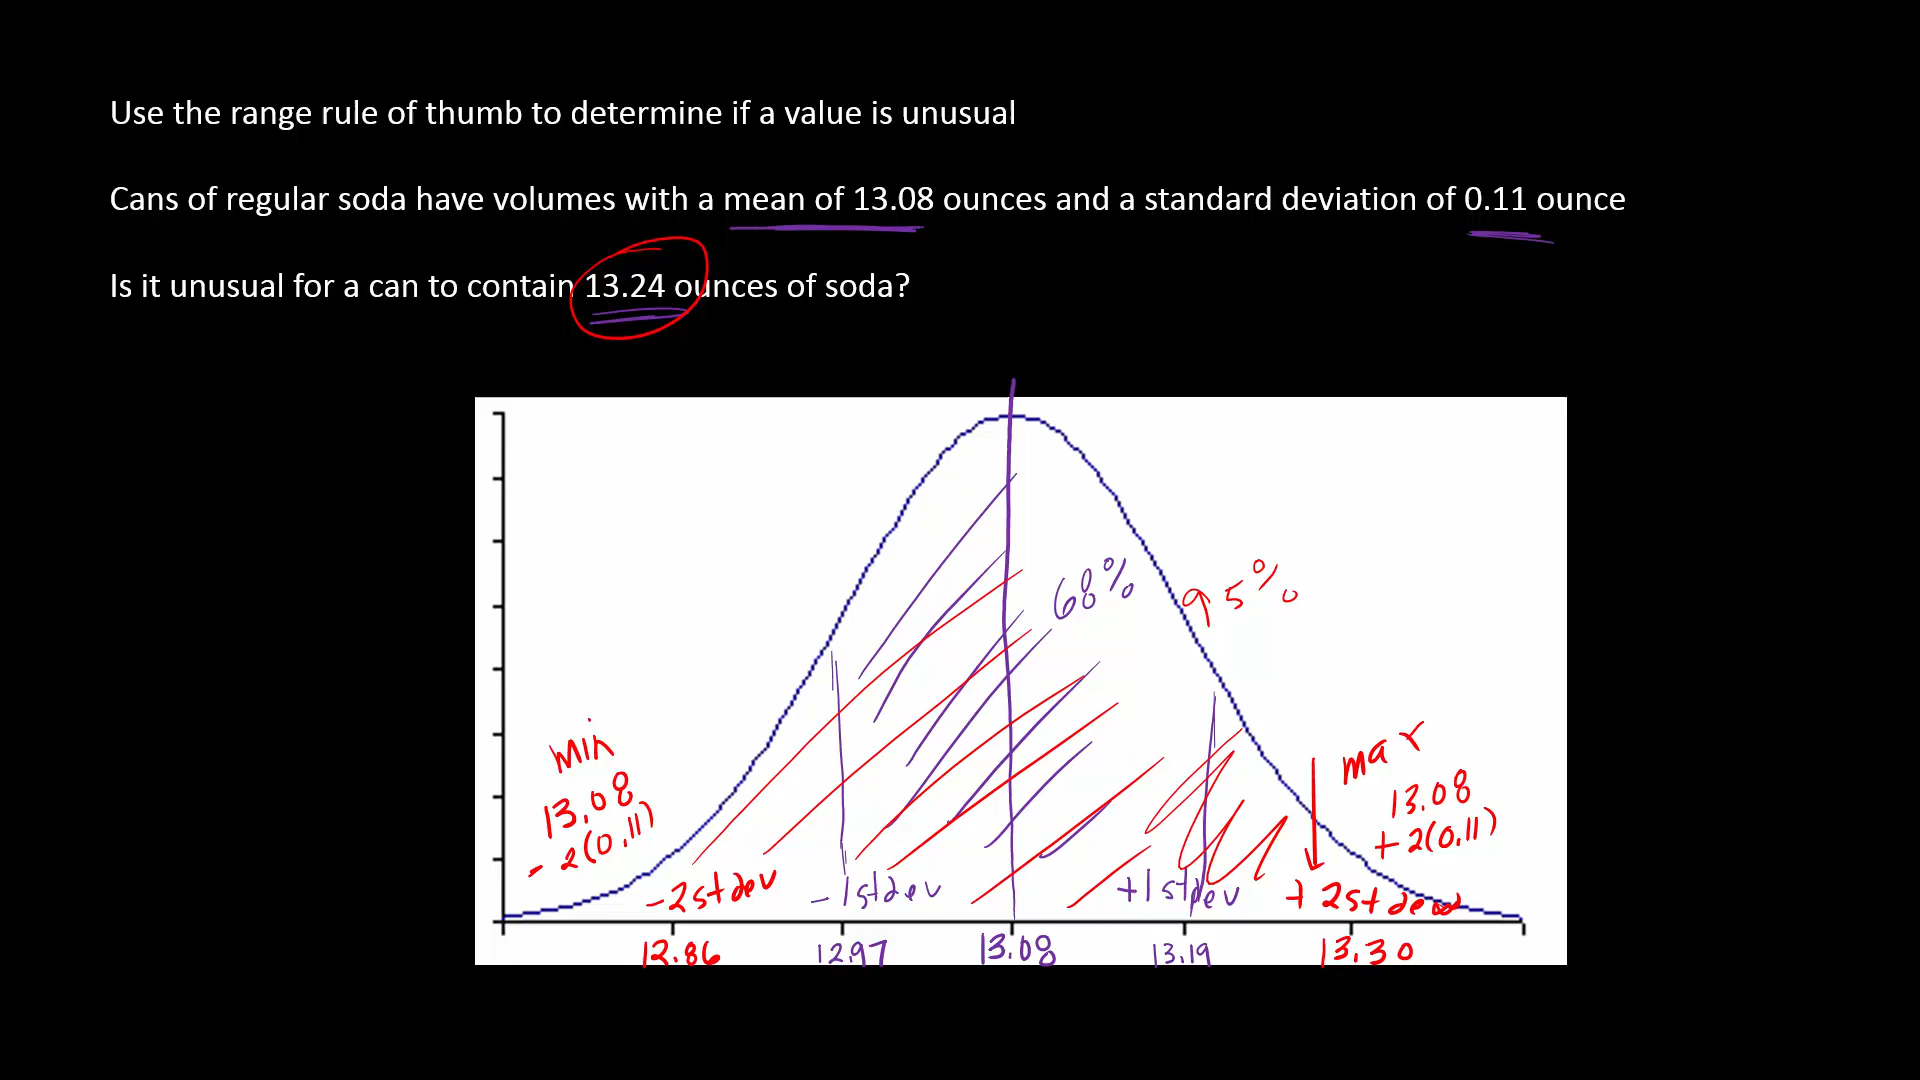 Use the range rule of thumb to determine if a value is unusual
Cans of regular soda have volumes with a mean of 13.08 ounces and a standard deviation of 0.11 ounce
Is it unusual for a can to contain 13.24 ounces of soda?
68%
95%
min
13.08
- 2(0.11)
max
13.08
+ 2(0.11)
-2stdev
-1stdev
+1stdev
+2stdev
12.86
12.97
13.08
13.19
13.30